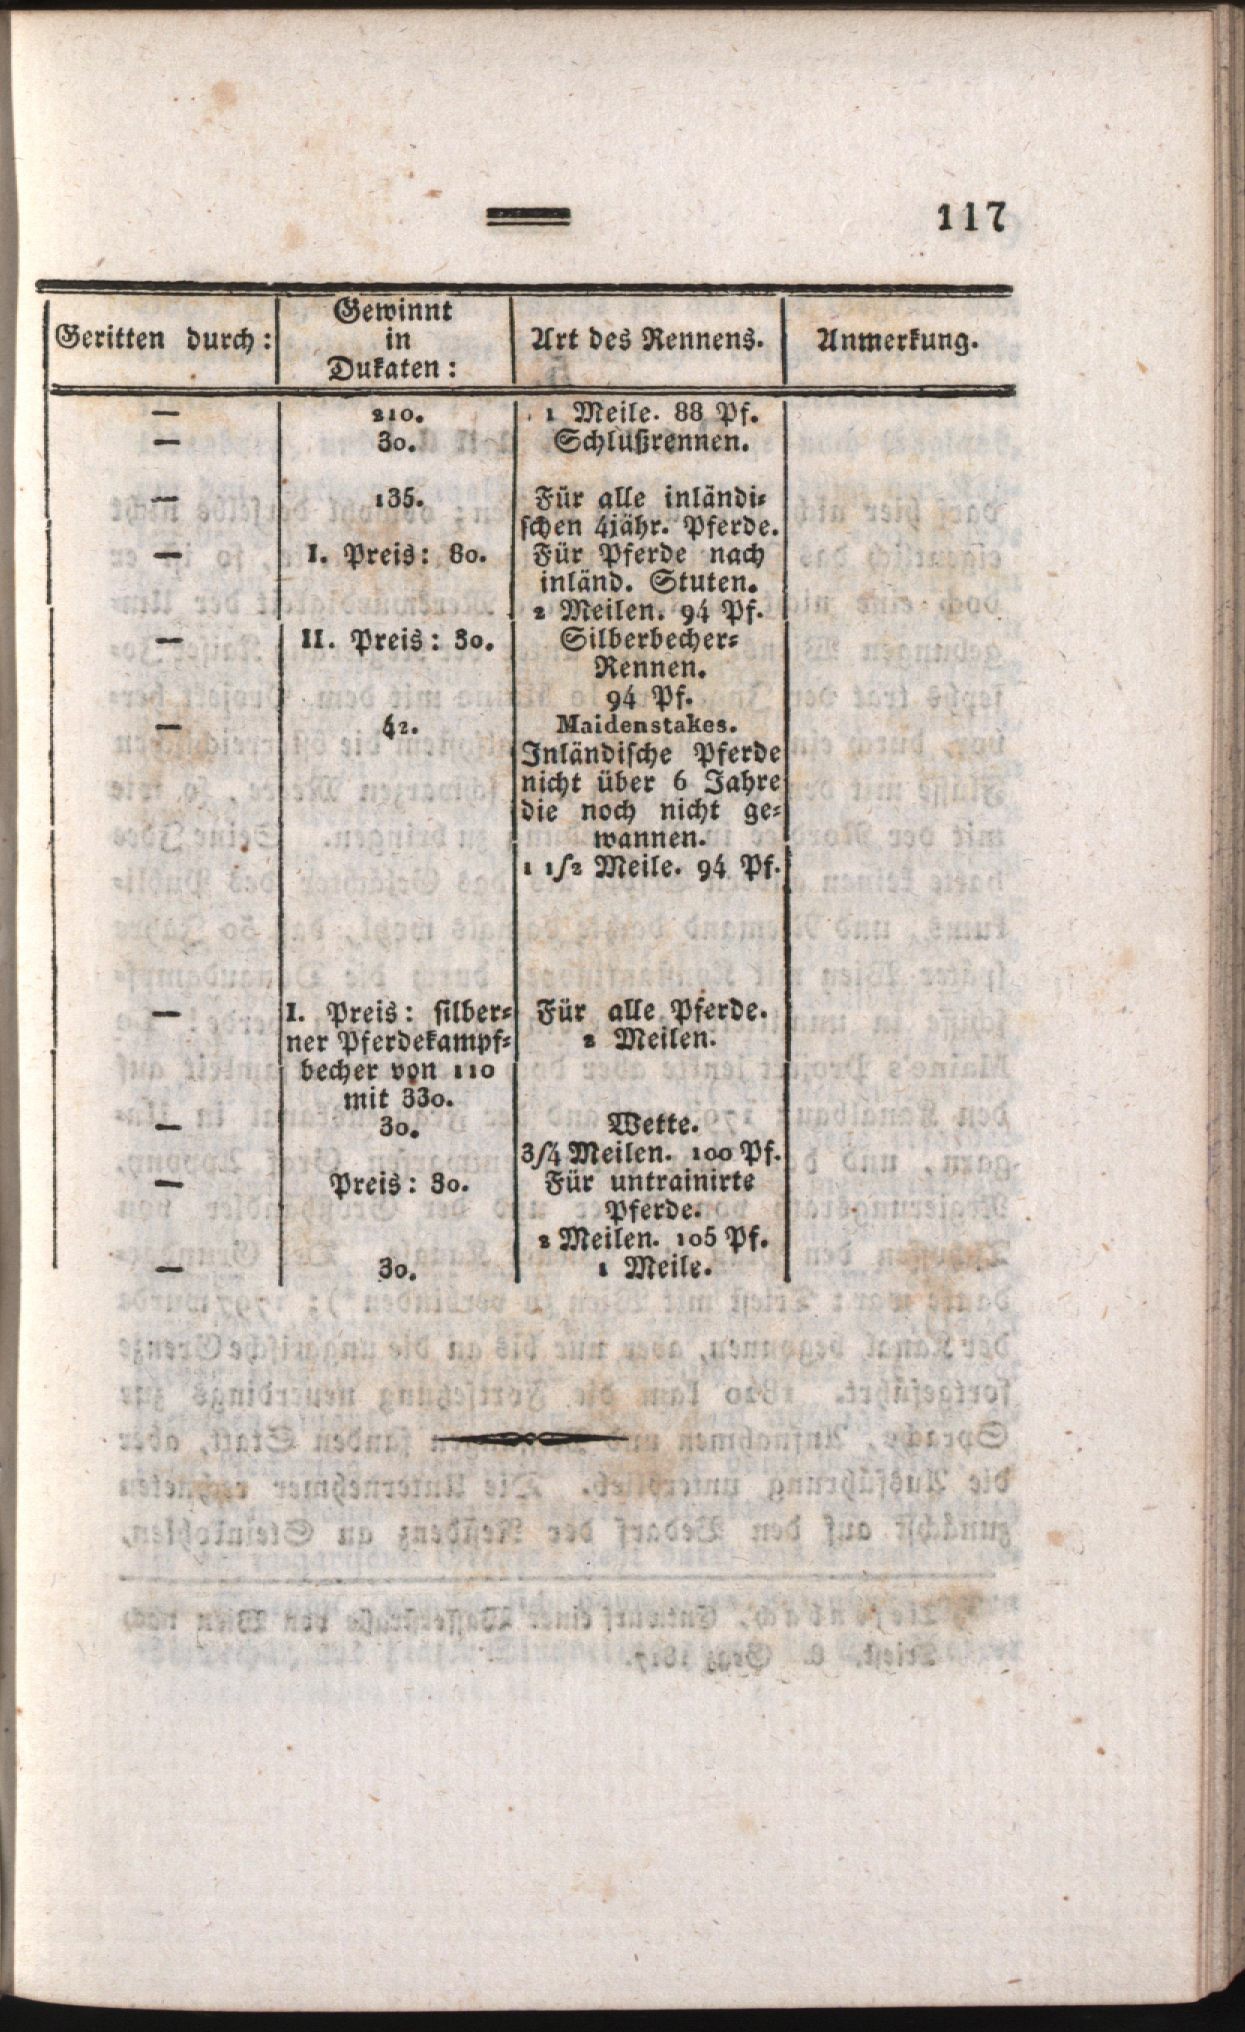 117
Geritten durch: Gewinnt in Dukaten: Art des Rennens. Anmerkung.
— 210. 1 Meile. 88 Pf.
— 30. Schlußrennen.
— 135. Für alle inländi-
schen 4jähr. Pferde.
— I. Preis: 80. Für Pferde nach
inländ. Stuten.
2 Meilen. 94 Pf.
— II. Preis: 30. Silberbecher-
Rennen.
94 Pf.
— 42. Maidenstakes.
Inländische Pferde
nicht über 6 Jahre
die noch nicht ge-
wannen.
1 1/2 Meile. 94 Pf.
— I. Preis: silber- Für alle Pferde.
ner Pferdekampf- 2 Meilen.
becher von 110
mit 330.
— 30. Wette.
3/4 Meilen. 100 Pf.
— Preis: 30. Für untrainirte
Pferde.
2 Meilen. 105 Pf.
— 30. 1 Meile.